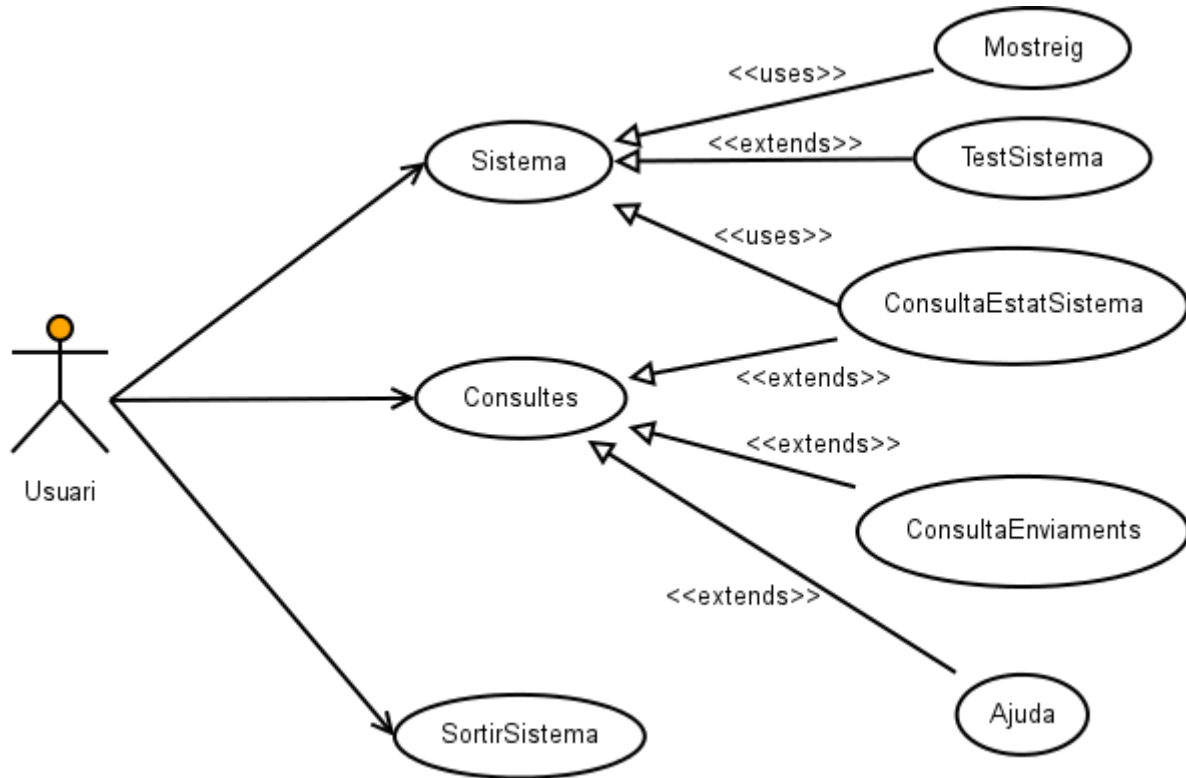 Mostreig
<<uses>>
<<extends>>
TestSistema
Sistema
<<uses>>
ConsultaEstatSistema
<<extends>>
Consultes
<<extends>>
Usuari
ConsultaEnviaments
<<extends>>
Ajuda
SortirSistema